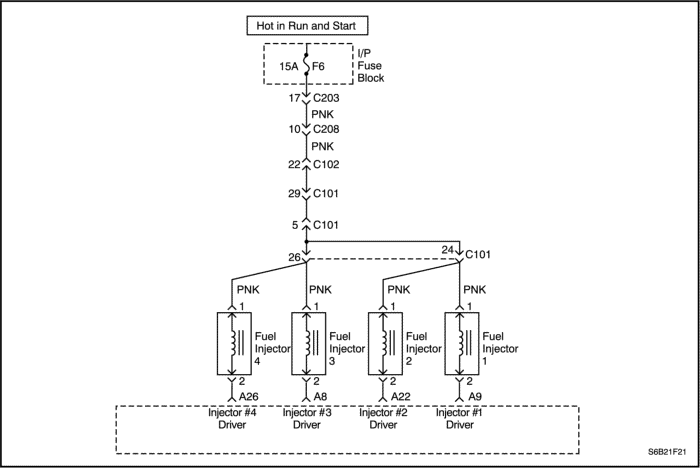 Hot in Run and Start
15A F6
I/P
Fuse
Block
17 C203
PNK
10 C208
PNK
22 C102
29 C101
5 C101
26
24 C101
PNK PNK PNK PNK
1 1 1 1
Fuel
Injector
4
Fuel
Injector
3
Fuel
Injector
2
Fuel
Injector
1
2 2 2 2
A26 A8 A22 A9
Injector #4
Driver
Injector #3
Driver
Injector #2
Driver
Injector #1
Driver
S6B21F21